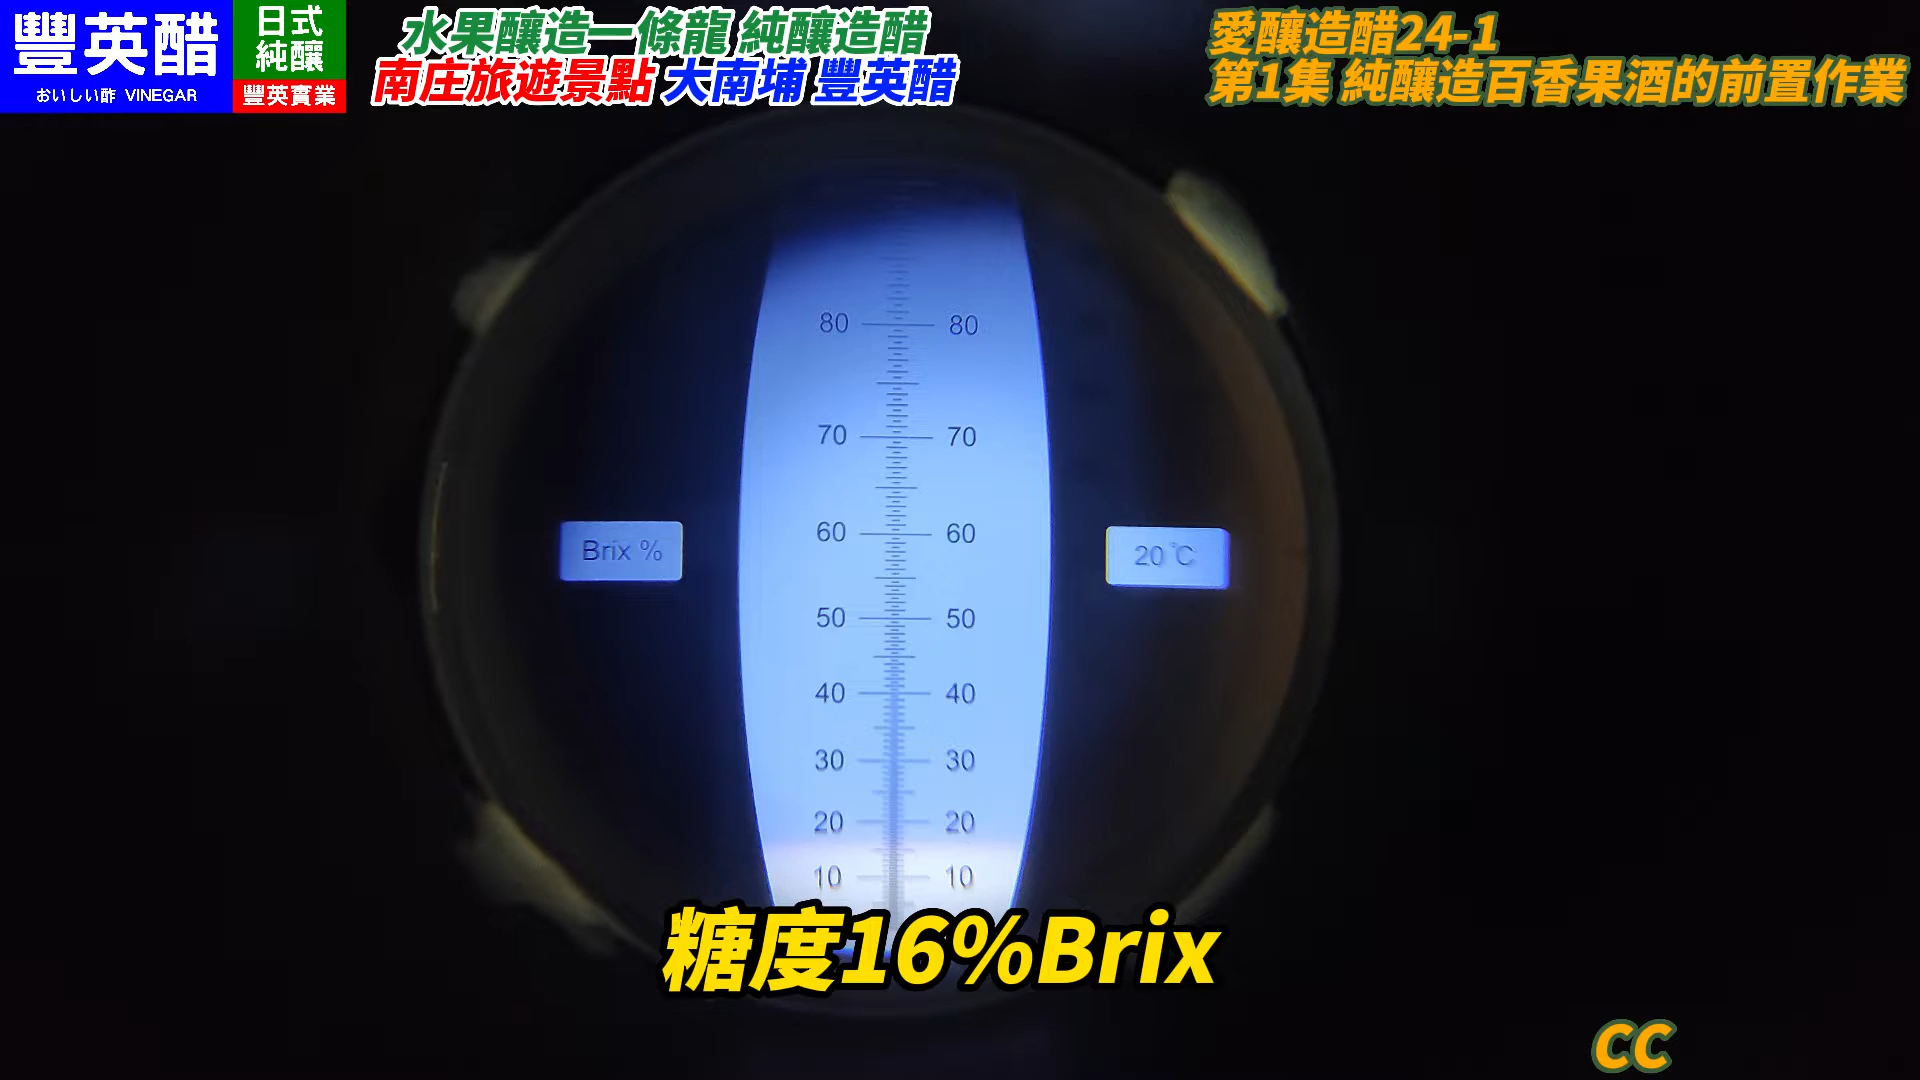 豐英醋
おいしい酢 VINEGAR
日式
純釀
豐英實業
水果釀造一條龍 純釀造醋
南庄旅遊景點 大南埔 豐英醋
愛釀造醋24-1
第1集 純釀造百香果酒的前置作業
80 80
70 70
60 60
Brix %
20℃
50 50
40 40
30 30
20 20
10 10
糖度16%Brix
CC